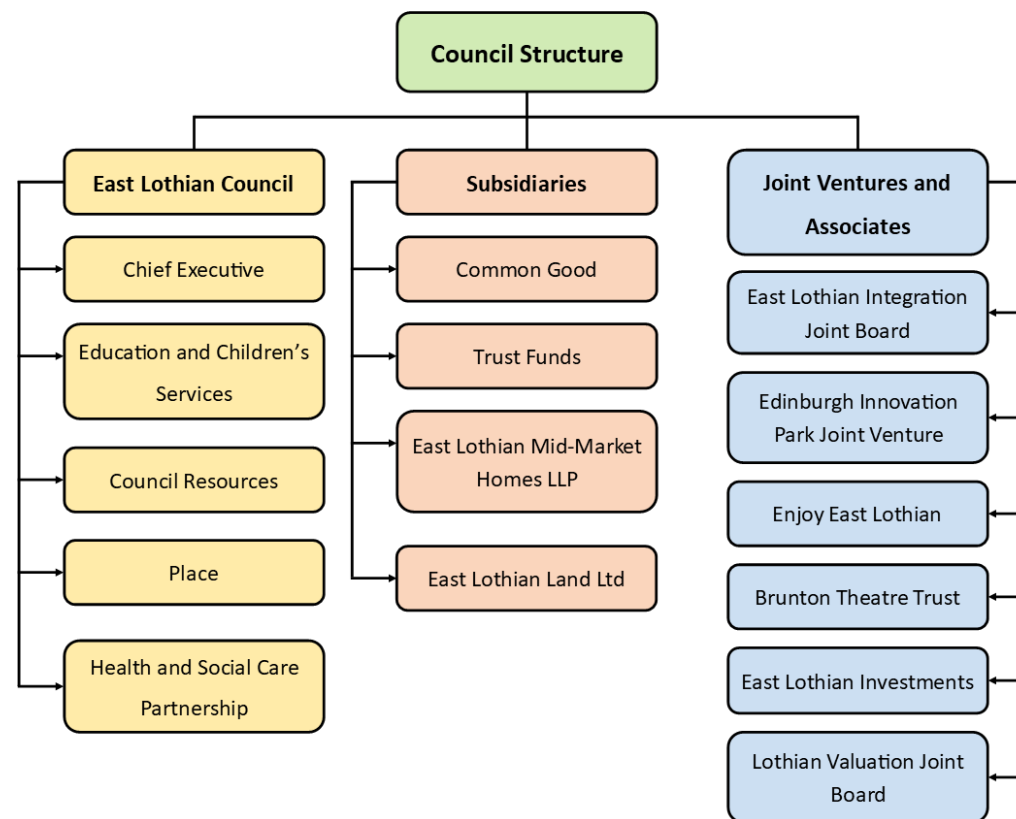 Council Structure
East Lothian Council
Chief Executive
Education and Children’s
Services
Council Resources
Place
Health and Social Care
Partnership
Subsidiaries
Common Good
Trust Funds
East Lothian Mid-Market
Homes LLP
East Lothian Land Ltd
Joint Ventures and
Associates
East Lothian Integration
Joint Board
Edinburgh Innovation
Park Joint Venture
Enjoy East Lothian
Brunton Theatre Trust
East Lothian Investments
Lothian Valuation Joint
Board